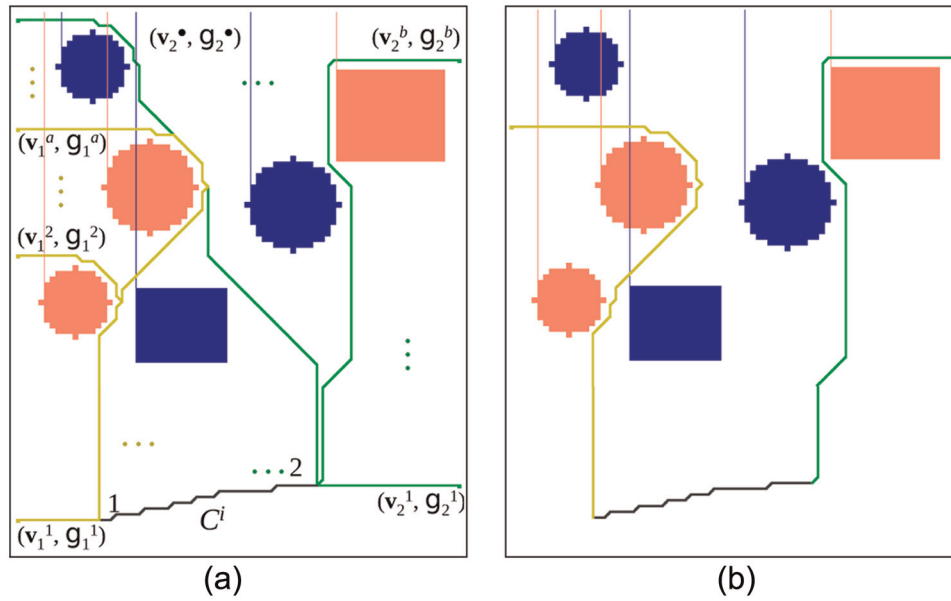 (v₂•, g₂•)
(v₂ᵇ, g₂ᵇ)
(v₁ᵃ, g₁ᵃ)
(v₁², g₁²)
1
2
Cⁱ
(v₁¹, g₁¹)
(v₂¹, g₂¹)
(a)
(b)